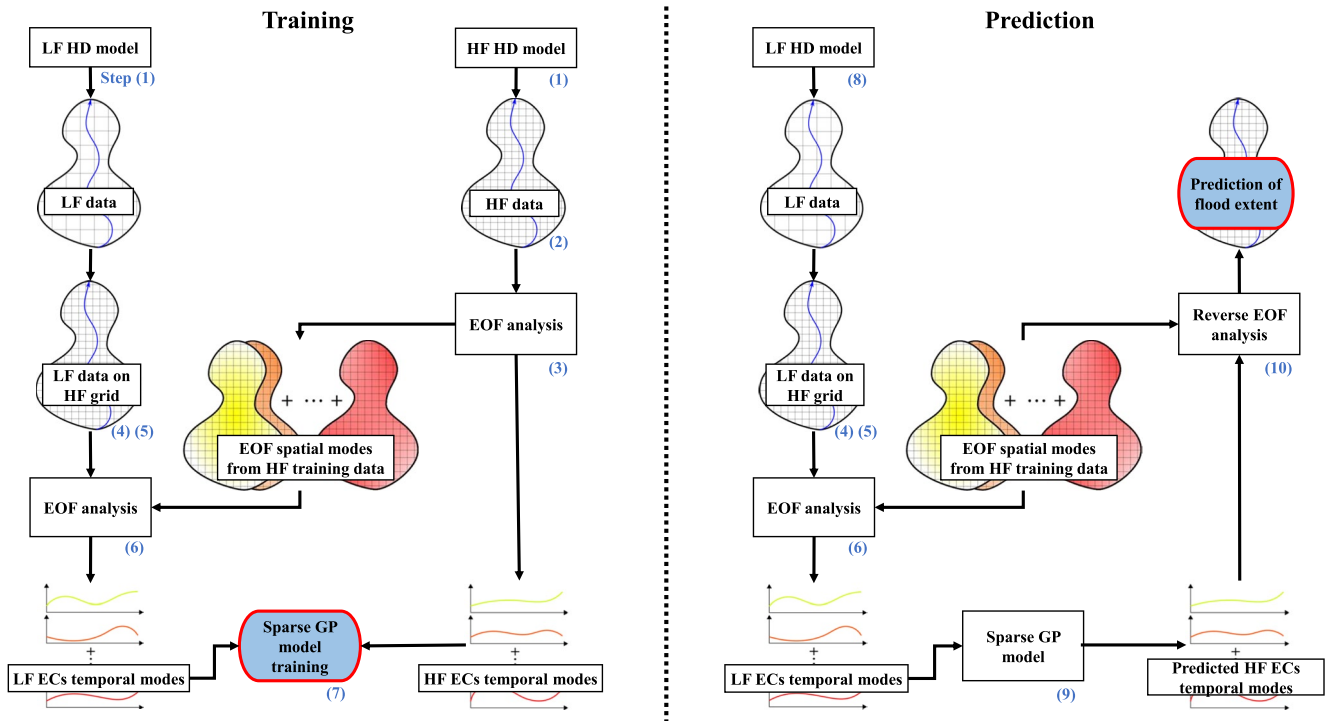 Training
LF HD model
Step (1)
HF HD model
(1)
LF data
HF data
(2)
EOF analysis
(3)
LF data on
HF grid
(4) (5)
+ ... +
EOF spatial modes
from HF training data
EOF analysis
(6)
+
LF ECs temporal modes
Sparse GP
model
training
(7)
+
HF ECs temporal modes
Prediction
LF HD model
(8)
LF data
Prediction of
flood extent
Reverse EOF
analysis
(10)
LF data on
HF grid
(4) (5)
+ ... +
EOF spatial modes
from HF training data
EOF analysis
(6)
+
LF ECs temporal modes
Sparse GP
model
(9)
+
Predicted HF ECs
temporal modes